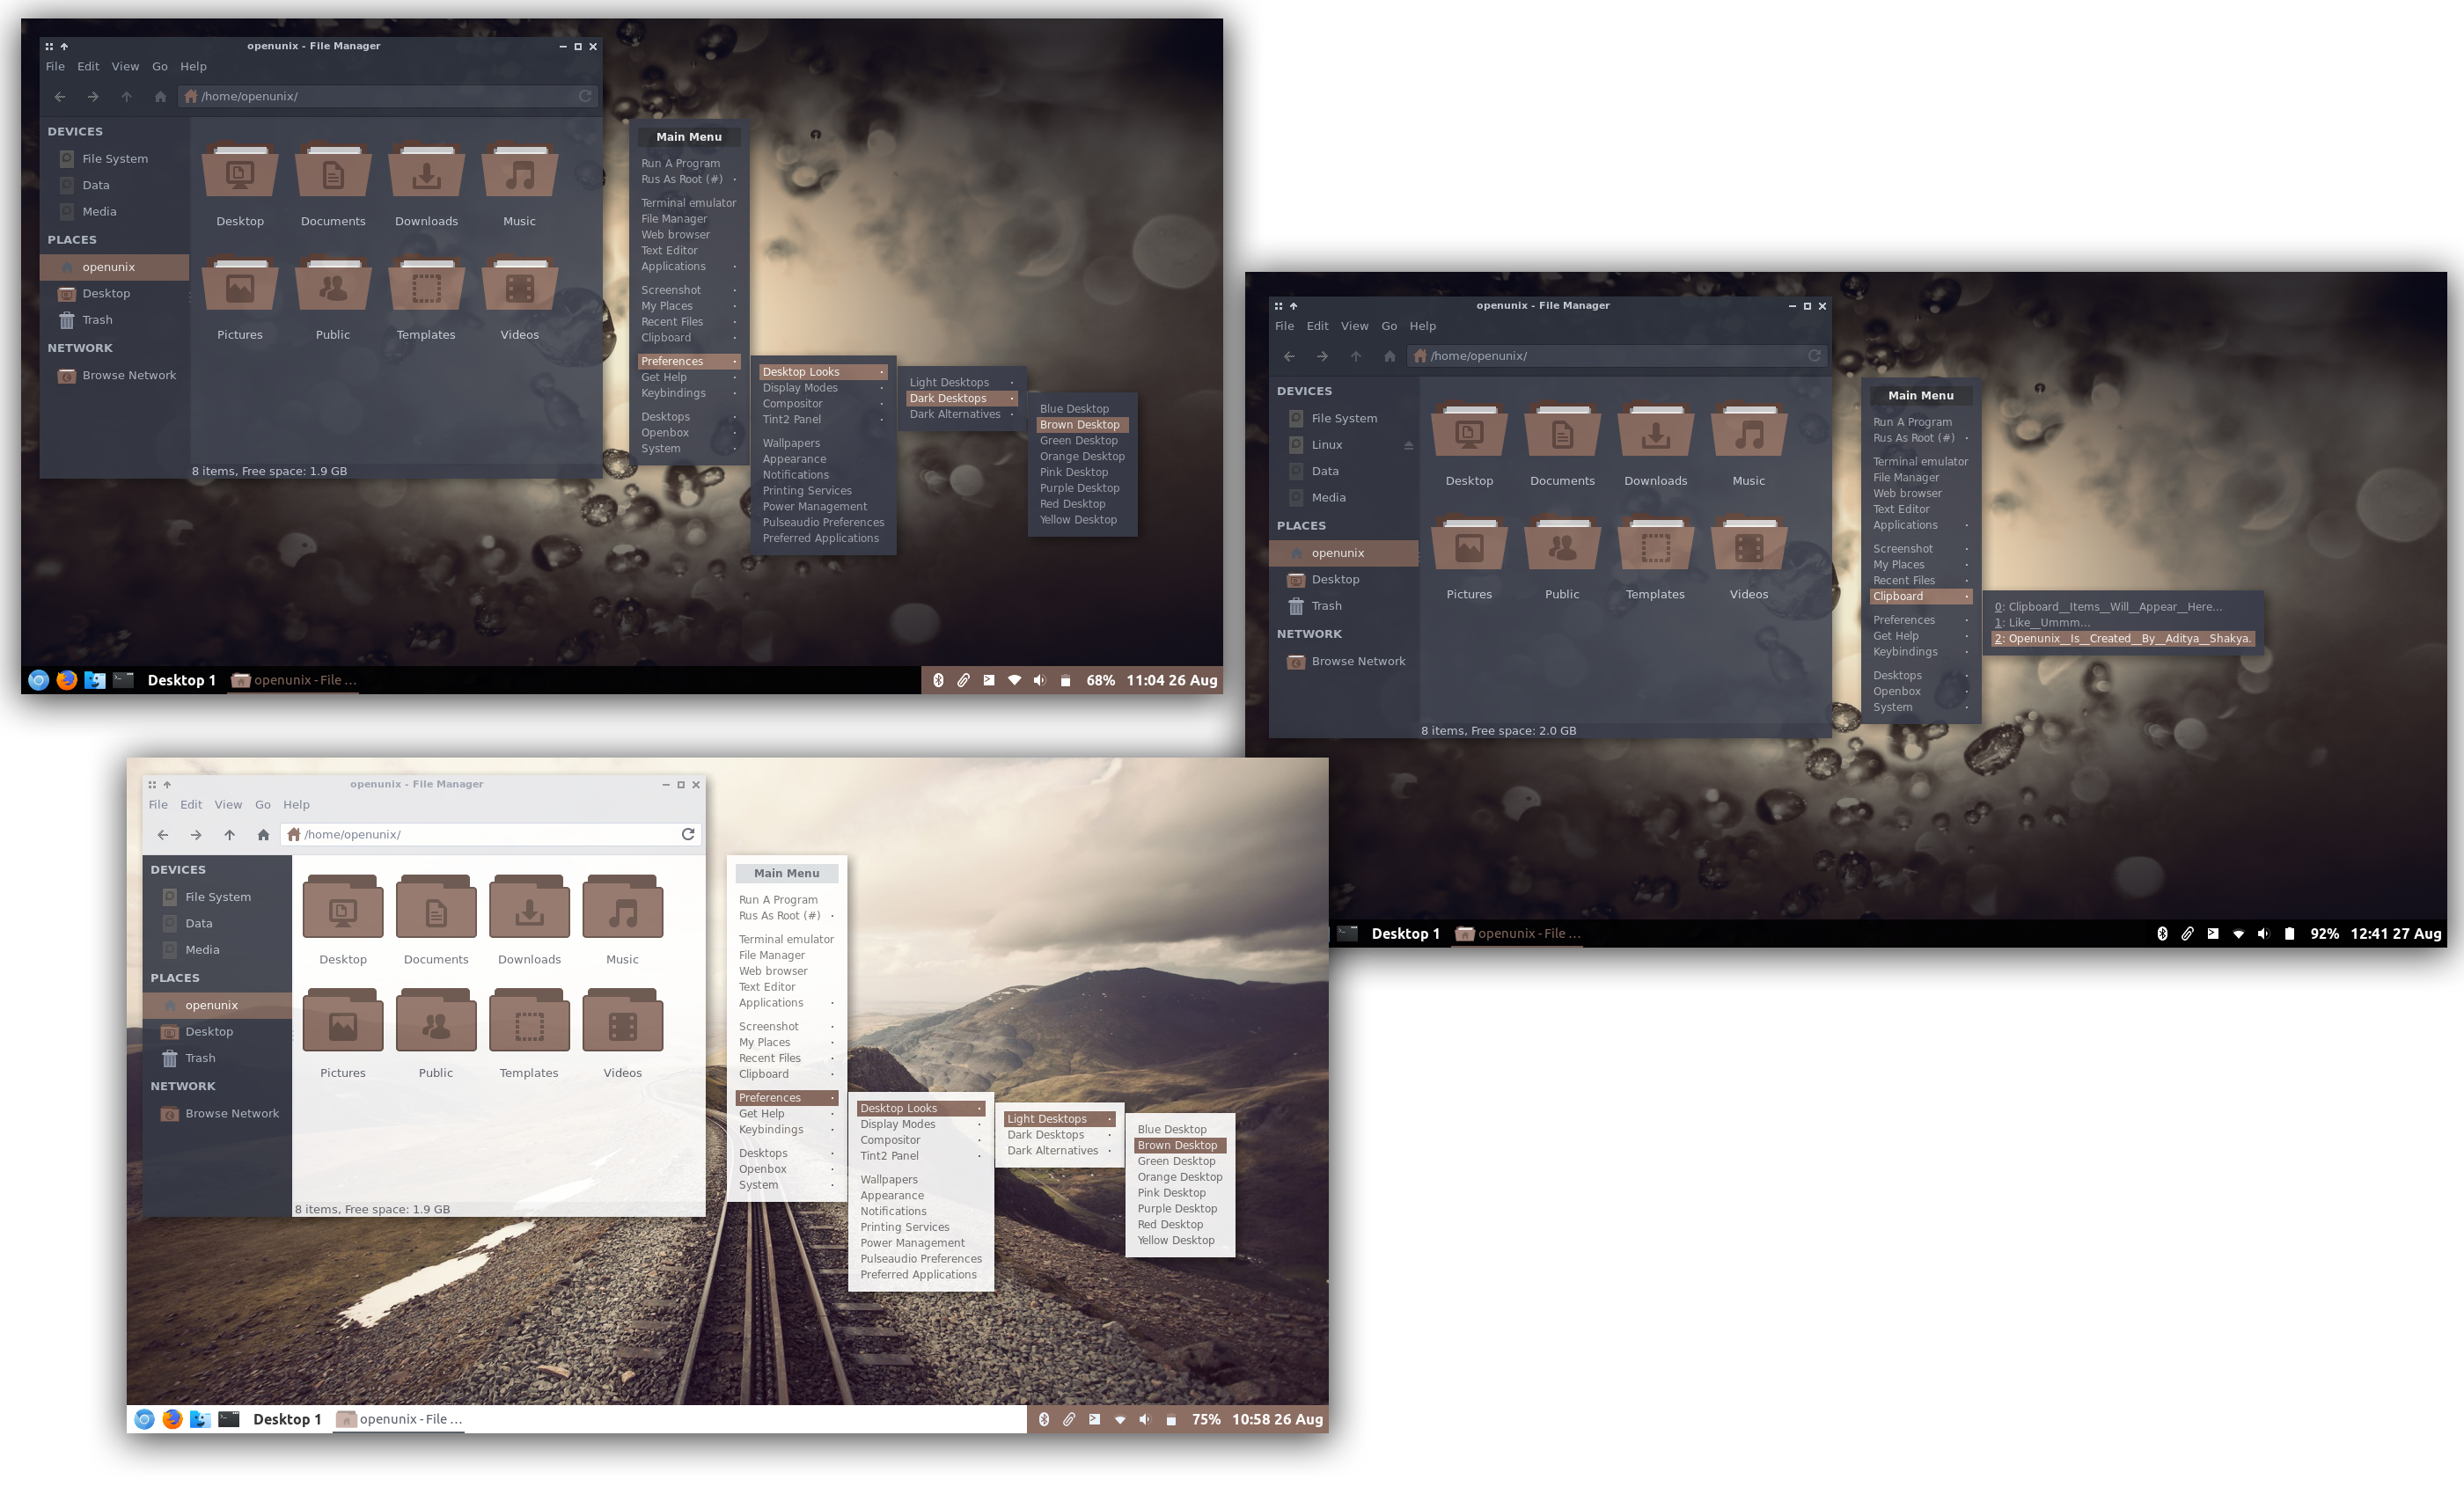 openunix - File Manager
File Edit View Go Help
/home/openunix/
DEVICES
File System
Data
Media
PLACES
openunix
Desktop
Trash
NETWORK
Browse Network
Desktop Documents Downloads Music
Pictures Public Templates Videos
8 items, Free space: 1.9 GB
Main Menu
Run A Program
Rus As Root (#)
Terminal emulator
File Manager
Web browser
Text Editor
Applications
Screenshot
My Places
Recent Files
Clipboard
Preferences
Get Help
Keybindings
Desktops
Openbox
System
Desktop Looks
Display Modes
Compositor
Tint2 Panel
Wallpapers
Appearance
Notifications
Printing Services
Power Management
Pulseaudio Preferences
Preferred Applications
Light Desktops
Dark Desktops
Dark Alternatives
Blue Desktop
Brown Desktop
Green Desktop
Orange Desktop
Pink Desktop
Purple Desktop
Red Desktop
Yellow Desktop
Desktop 1 openunix - File ... 68% 11:04 26 Aug
openunix - File Manager
File Edit View Go Help
/home/openunix/
DEVICES
File System
Linux
Data
Media
PLACES
openunix
Desktop
Trash
NETWORK
Browse Network
Desktop Documents Downloads Music
Pictures Public Templates Videos
8 items, Free space: 2.0 GB
Main Menu
Run A Program
Rus As Root (#)
Terminal emulator
File Manager
Web browser
Text Editor
Applications
Screenshot
My Places
Recent Files
Clipboard
Preferences
Get Help
Keybindings
Desktops
Openbox
System
0: Clipboard__Items__Will__Appear__Here...
1: Like__Ummm...
2: Openunix__Is__Created__By__Aditya__Shakya.
Desktop 1 openunix - File ... 92% 12:41 27 Aug
openunix - File Manager
File Edit View Go Help
/home/openunix/
DEVICES
File System
Data
Media
PLACES
openunix
Desktop
Trash
NETWORK
Browse Network
Desktop Documents Downloads Music
Pictures Public Templates Videos
8 items, Free space: 1.9 GB
Main Menu
Run A Program
Rus As Root (#)
Terminal emulator
File Manager
Web browser
Text Editor
Applications
Screenshot
My Places
Recent Files
Clipboard
Preferences
Get Help
Keybindings
Desktops
Openbox
System
Desktop Looks
Display Modes
Compositor
Tint2 Panel
Wallpapers
Appearance
Notifications
Printing Services
Power Management
Pulseaudio Preferences
Preferred Applications
Light Desktops
Dark Desktops
Dark Alternatives
Blue Desktop
Brown Desktop
Green Desktop
Orange Desktop
Pink Desktop
Purple Desktop
Red Desktop
Yellow Desktop
Desktop 1 openunix - File ... 75% 10:58 26 Aug